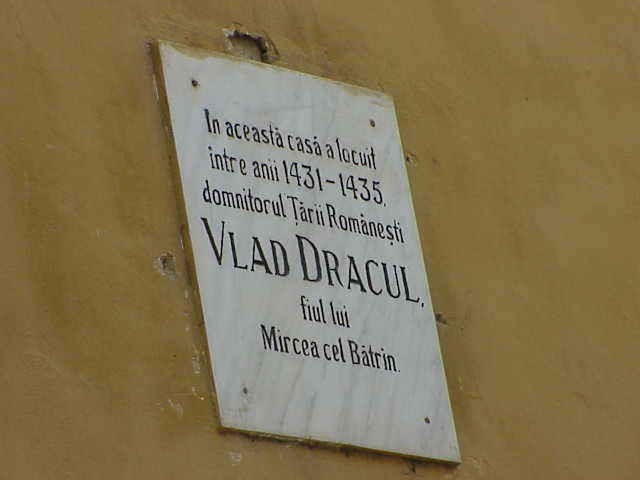 In această casă a locuit
între anii 1431-1435,
domnitorul Țării Românești
VLAD DRACUL,
fiul lui
Mircea cel Bătrîn.